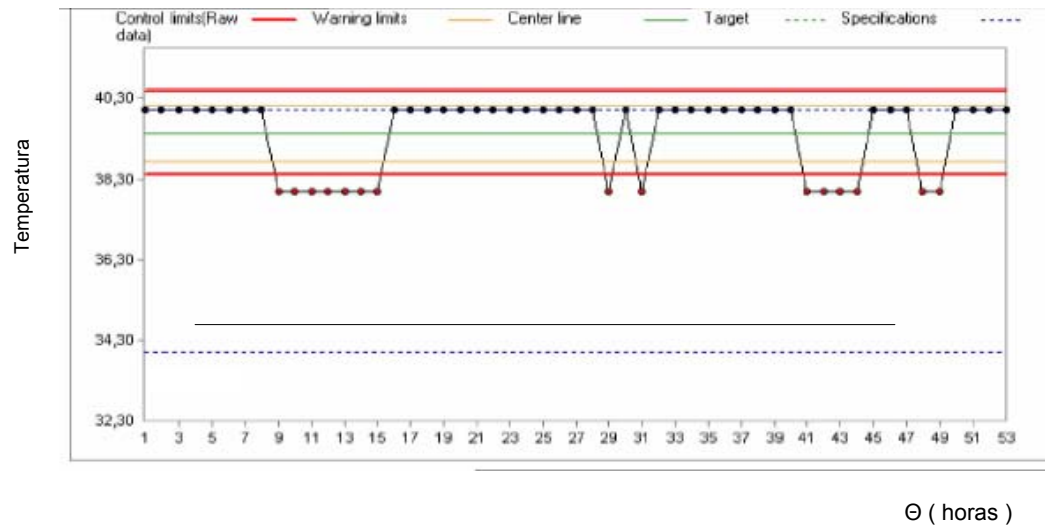 Control limits(Raw data) Warning limits Center line Target Specifications
Temperatura
40,30
38,30
36,30
34,30
32,30
1 3 5 7 9 11 13 15 17 19 21 23 25 27 29 31 33 35 37 39 41 43 45 47 49 51 53
Θ ( horas )